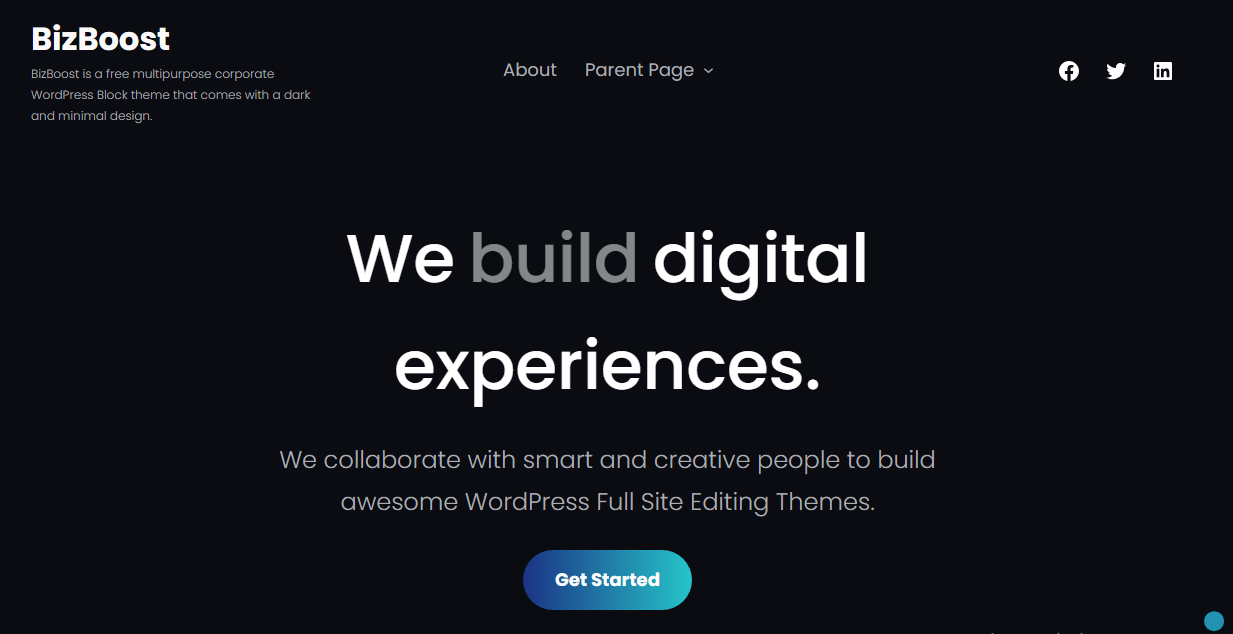 BizBoost
BizBoost is a free multipurpose corporate
WordPress Block theme that comes with a dark
and minimal design.
About
Parent Page
We build digital
experiences.
We collaborate with smart and creative people to build
awesome WordPress Full Site Editing Themes.
Get Started